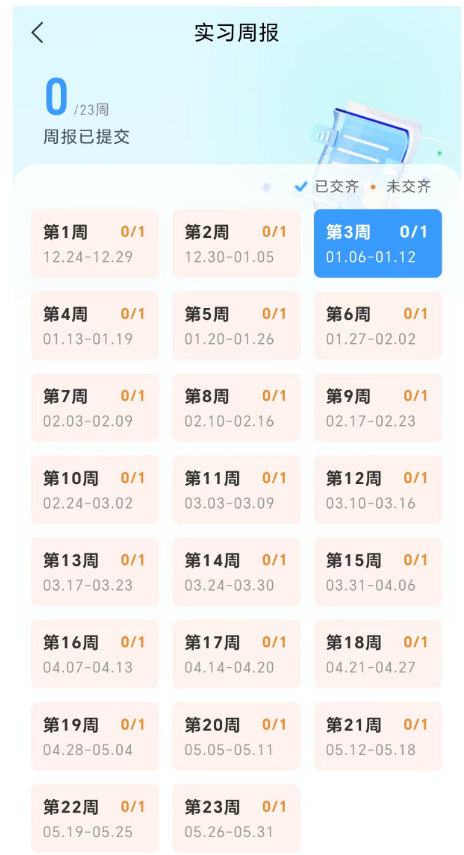 实习周报
0/23周
周报已提交
已交齐 未交齐
第1周 0/1 第2周 0/1 第3周 0/1
12.24-12.29 12.30-01.05 01.06-01.12
第4周 0/1 第5周 0/1 第6周 0/1
01.13-01.19 01.20-01.26 01.27-02.02
第7周 0/1 第8周 0/1 第9周 0/1
02.03-02.09 02.10-02.16 02.17-02.23
第10周 0/1 第11周 0/1 第12周 0/1
02.24-03.02 03.03-03.09 03.10-03.16
第13周 0/1 第14周 0/1 第15周 0/1
03.17-03.23 03.24-03.30 03.31-04.06
第16周 0/1 第17周 0/1 第18周 0/1
04.07-04.13 04.14-04.20 04.21-04.27
第19周 0/1 第20周 0/1 第21周 0/1
04.28-05.04 05.05-05.11 05.12-05.18
第22周 0/1 第23周 0/1
05.19-05.25 05.26-05.31